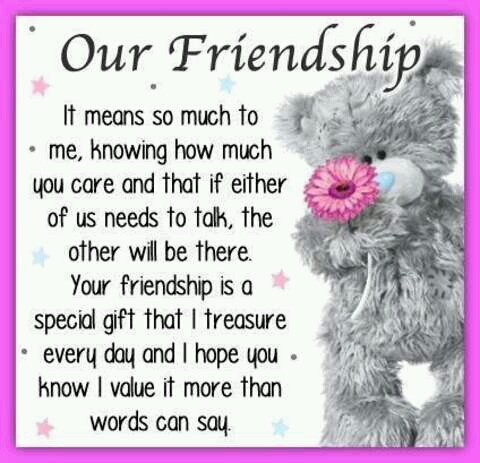 Our Friendship
It means so much to
me, knowing how much
you care and that if either
of us needs to talk, the
other will be there.
Your friendship is a
special gift that I treasure
every day and I hope you
know I value it more than
words can say.